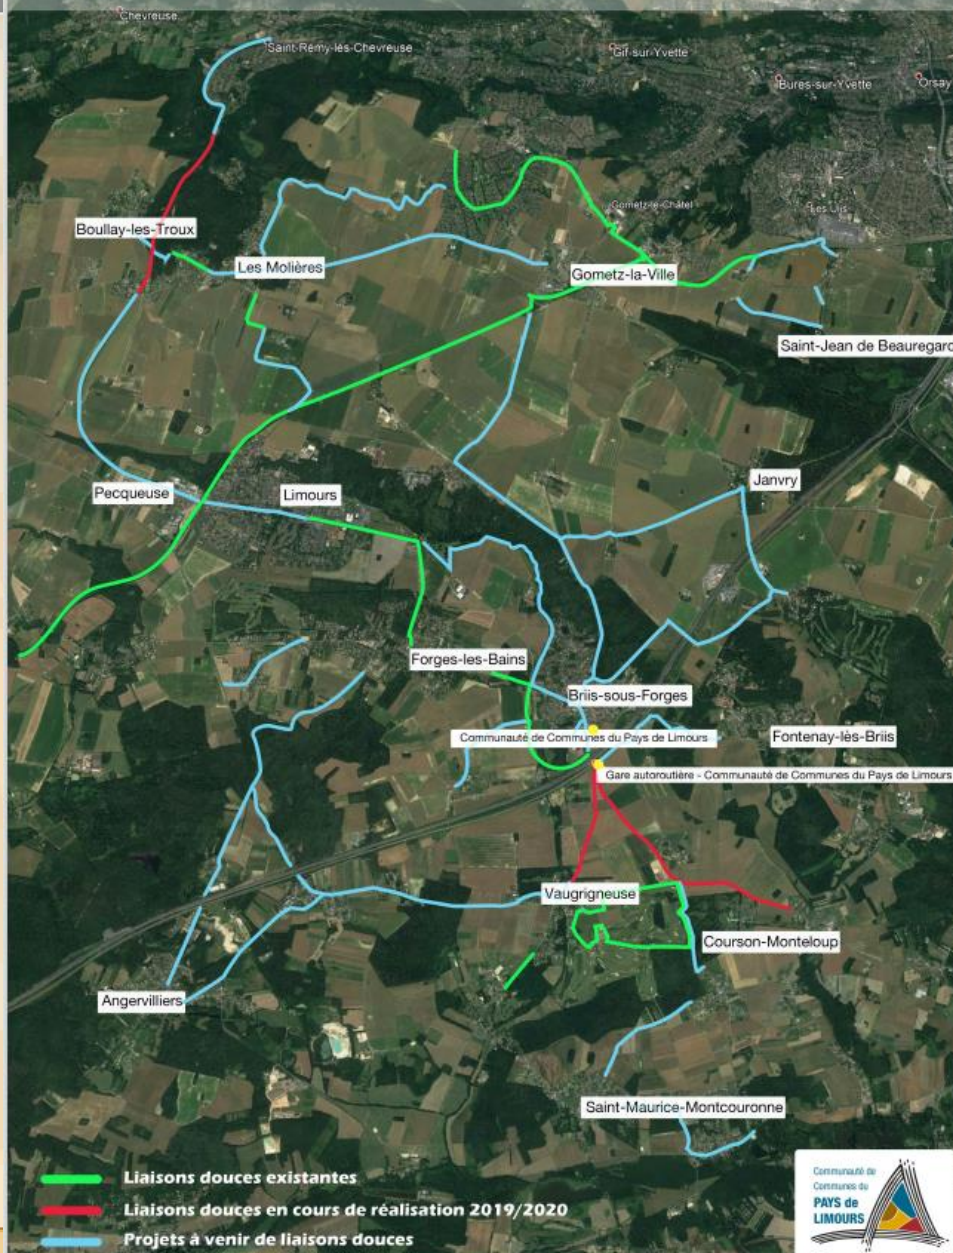 Chevreuse
Saint-Rémy-lès-Chevreuse
Gif-sur-Yvette
Bures-sur-Yvette
Orsay
Boullay-les-Troux
Gometz-le-Châtel
Les Ulis
Les Molières
Gometz-la-Ville
Saint-Jean de Beauregard
Pecqueuse
Limours
Janvry
Forges-les-Bains
Briis-sous-Forges
Communauté de Communes du Pays de Limours
Fontenay-lès-Briis
Gare autoroutière - Communauté de Communes du Pays de Limours
Vaugrigneuse
Courson-Monteloup
Angervilliers
Saint-Maurice-Montcouronne
Liaisons douces existantes
Liaisons douces en cours de réalisation 2019/2020
Projets à venir de liaisons douces
Communauté de
Communes du
PAYS de
LIMOURS